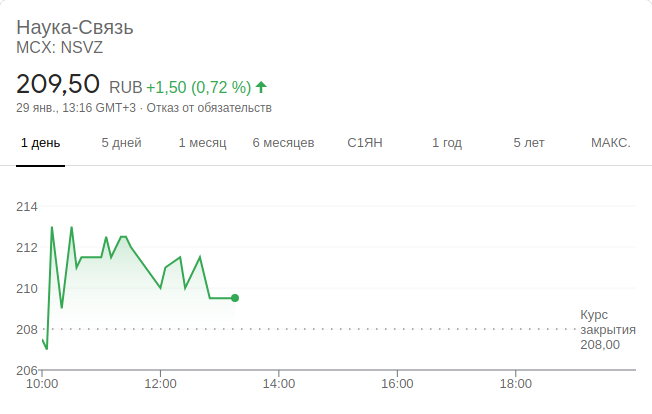 Наука-Связь
MCX: NSVZ
209,50 RUB +1,50 (0,72 %)
29 янв., 13:16 GMT+3 · Отказ от обязательств
1 день 5 дней 1 месяц 6 месяцев С1ЯН 1 год 5 лет МАКС.
214
212
210
208
206
Курс
закрытия
208,00
10:00 12:00 14:00 16:00 18:00